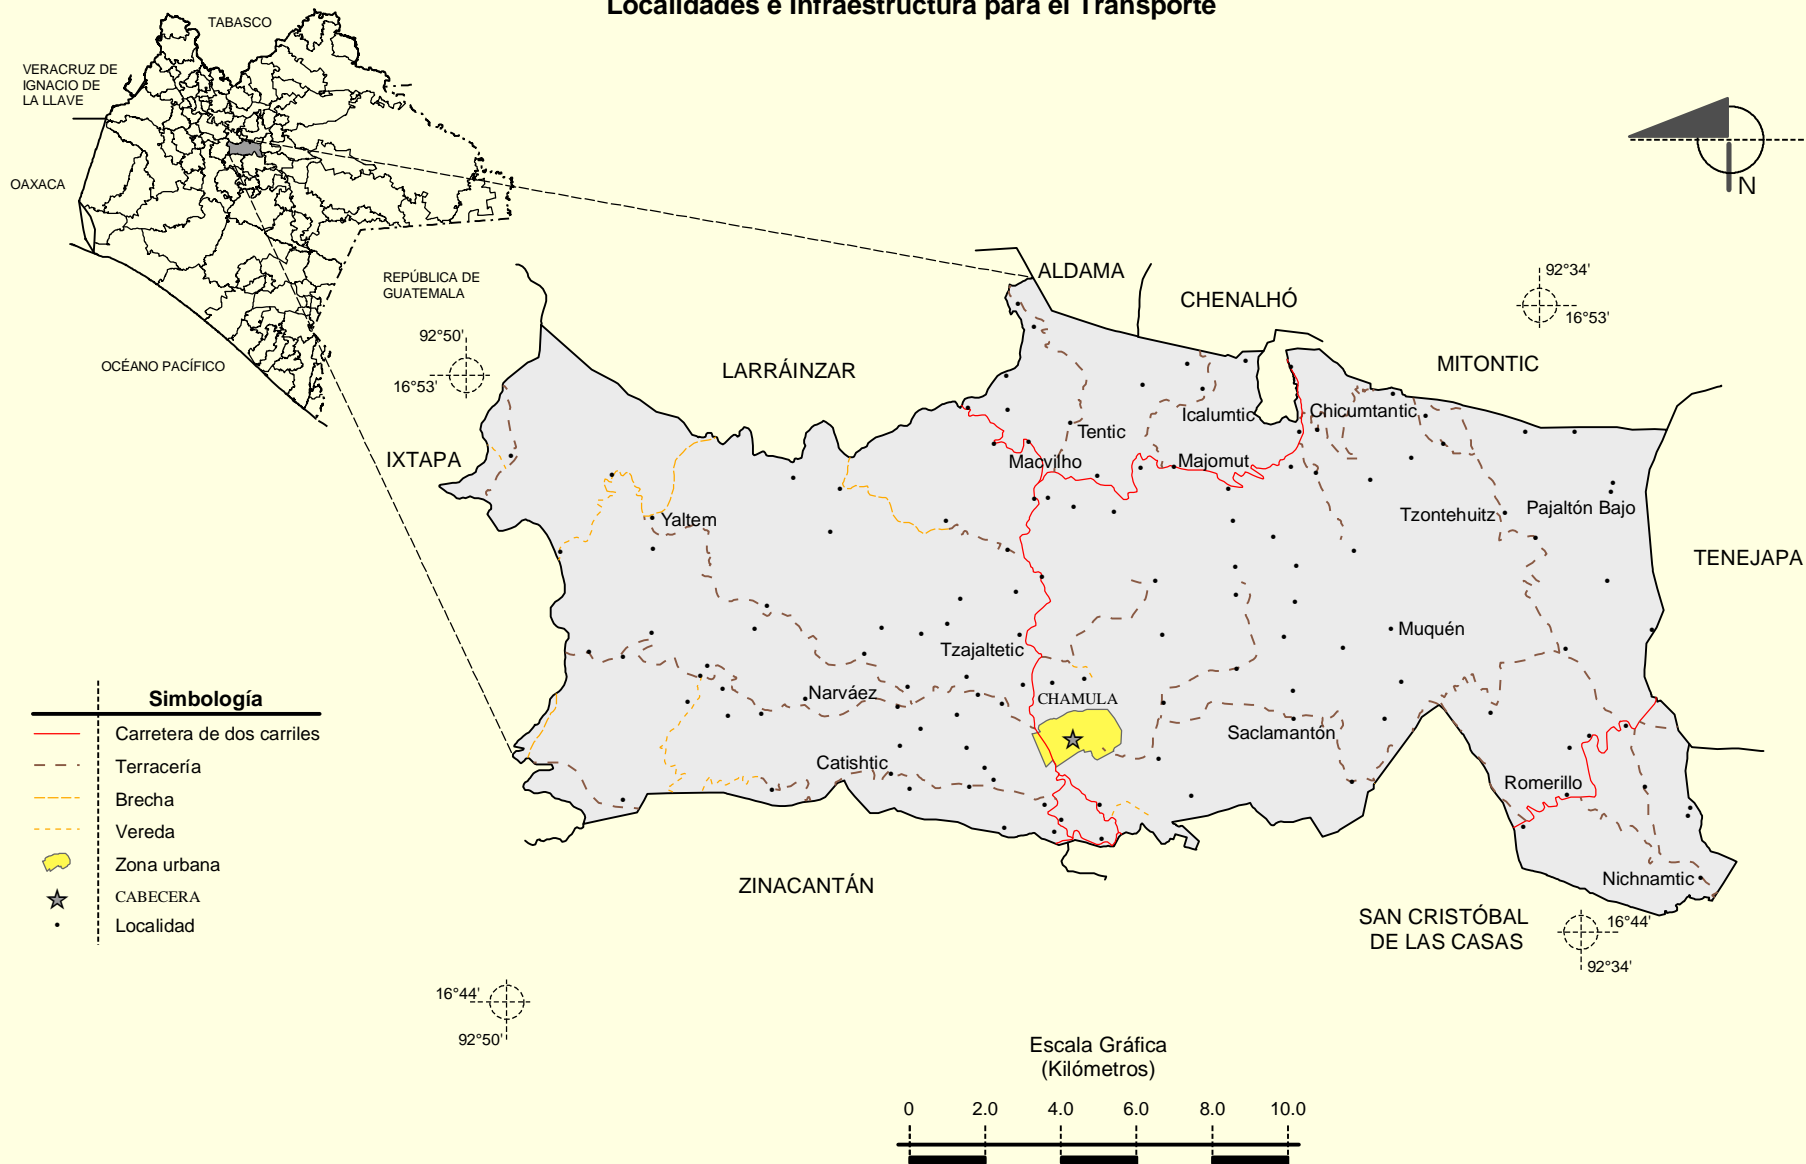 Localidades e Infraestructura para el Transporte
TABASCO
VERACRUZ DE
IGNACIO DE
LA LLAVE
OAXACA
REPÚBLICA DE
GUATEMALA
OCÉANO PACÍFICO
N
92°50'
16°53'
92°34'
16°53'
ALDAMA
CHENALHÓ
MITONTIC
LARRÁINZAR
IXTAPA
TENEJAPA
ZINACANTÁN
SAN CRISTÓBAL
DE LAS CASAS
Icalumtic
Chicumtantic
Tentic
Macvilho
Majomut
Yaltem
Tzontehuitz
Pajaltón Bajo
Muquén
Tzajaltetic
Narváez
CHAMULA
Saclamantón
Catishtic
Romerillo
Nichnamtic
16°44'
92°34'
16°44'
92°50'
Simbología
Carretera de dos carriles
Terracería
Brecha
Vereda
Zona urbana
CABECERA
Localidad
Escala Gráfica
(Kilómetros)
0 2.0 4.0 6.0 8.0 10.0